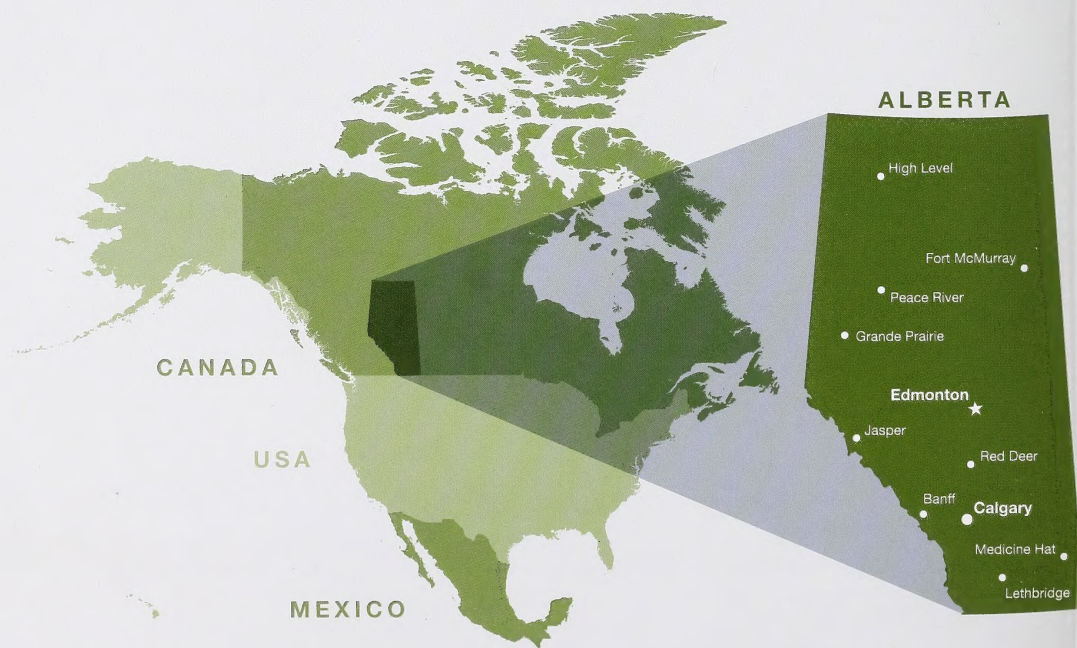 ALBERTA
High Level
Fort McMurray
Peace River
Grande Prairie
CANADA
Edmonton
Jasper
USA
Red Deer
Banff
Calgary
Medicine Hat
Lethbridge
MEXICO